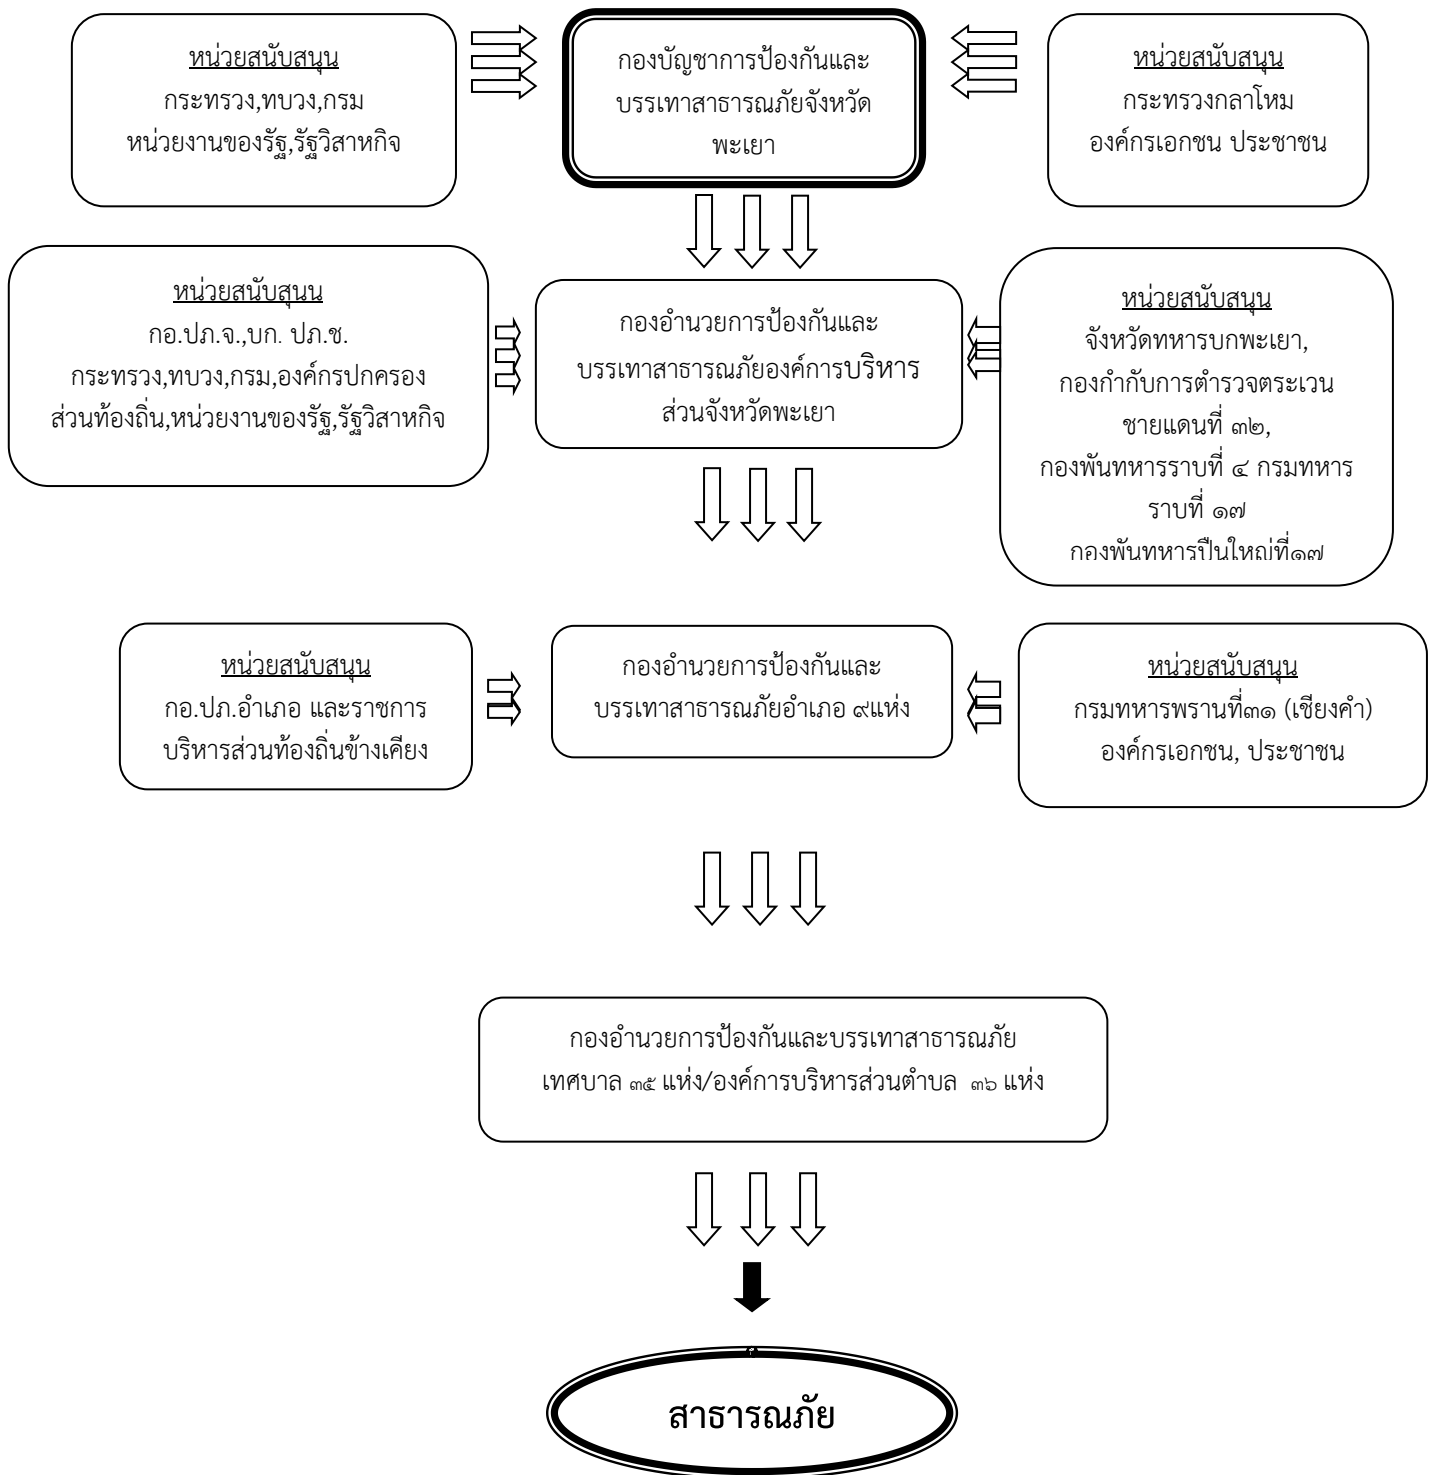 หน่วยสนับสนุน
กระทรวง,ทบวง,กรม
หน่วยงานของรัฐ,รัฐวิสาหกิจ
กองบัญชาการป้องกันและ
บรรเทาสาธารณภัยจังหวัด
พะเยา
หน่วยสนับสนุน
กระทรวงกลาโหม
องค์กรเอกชน ประชาชน
หน่วยสนับสุนน
กอ.ปภ.จ.,บก. ปภ.ช.
กระทรวง,ทบวง,กรม,องค์กรปกครอง
ส่วนท้องถิ่น,หน่วยงานของรัฐ,รัฐวิสาหกิจ
กองอำนวยการป้องกันและ
บรรเทาสาธารณภัยองค์การบริหาร
ส่วนจังหวัดพะเยา
หน่วยสนับสนุน
จังหวัดทหารบกพะเยา,
กองกำกับการตำรวจตระเวน
ชายแดนที่ ๓๒,
กองพันทหารราบที่ ๔ กรมทหาร
ราบที่ ๑๗
กองพันทหารปืนใหญ่ที่๑๗
หน่วยสนับสนุน
กอ.ปภ.อำเภอ และราชการ
บริหารส่วนท้องถิ่นข้างเคียง
กองอำนวยการป้องกันและ
บรรเทาสาธารณภัยอำเภอ ๙แห่ง
หน่วยสนับสนุน
กรมทหารพรานที่๓๑ (เชียงคำ)
องค์กรเอกชน, ประชาชน
กองอำนวยการป้องกันและบรรเทาสาธารณภัย
เทศบาล ๓๕ แห่ง/องค์การบริหารส่วนตำบล ๓๖ แห่ง
สาธารณภัย